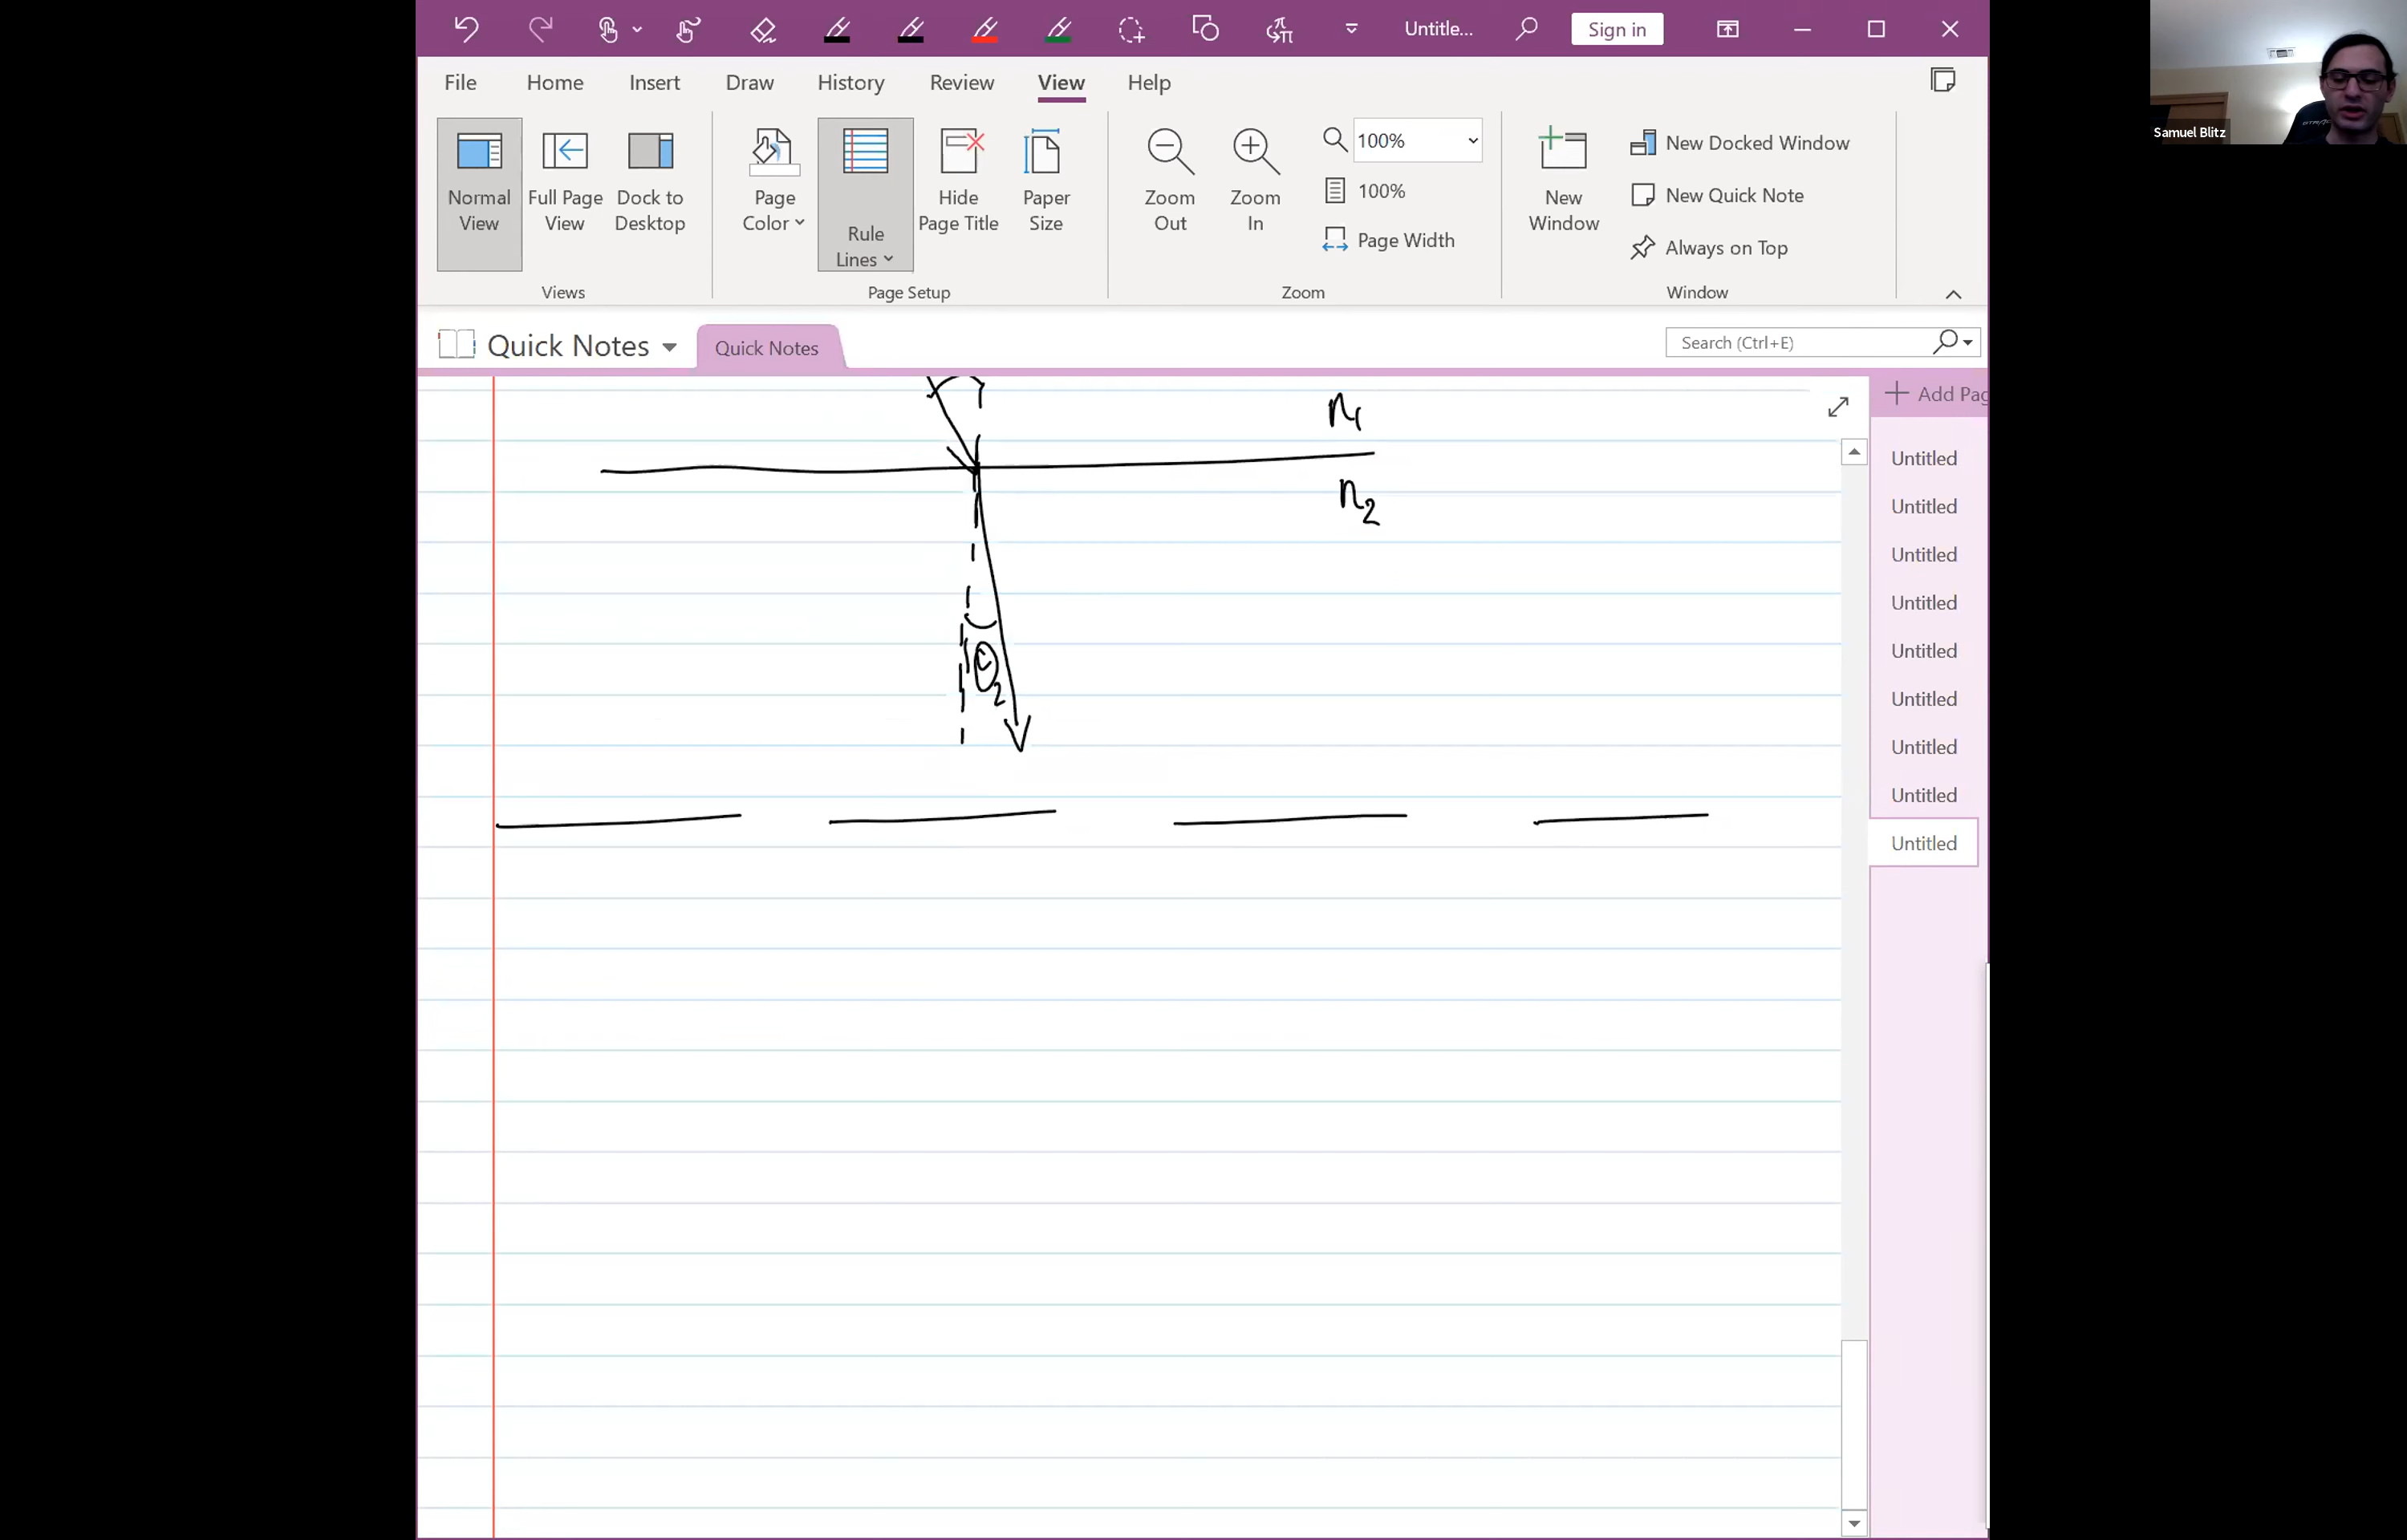 Untitle...
Sign in
File Home Insert Draw History Review View Help
Normal View
Full Page View
Dock to Desktop
Page Color
Rule Lines
Hide Page Title
Paper Size
Zoom Out
Zoom In
100%
100%
Page Width
New Window
New Docked Window
New Quick Note
Always on Top
Views
Page Setup
Zoom
Window
Quick Notes
Quick Notes
Search (Ctrl+E)
Add Pag
Untitled
Untitled
Untitled
Untitled
Untitled
Untitled
Untitled
Untitled
Untitled
n1
n2
Θ2
Samuel Blitz